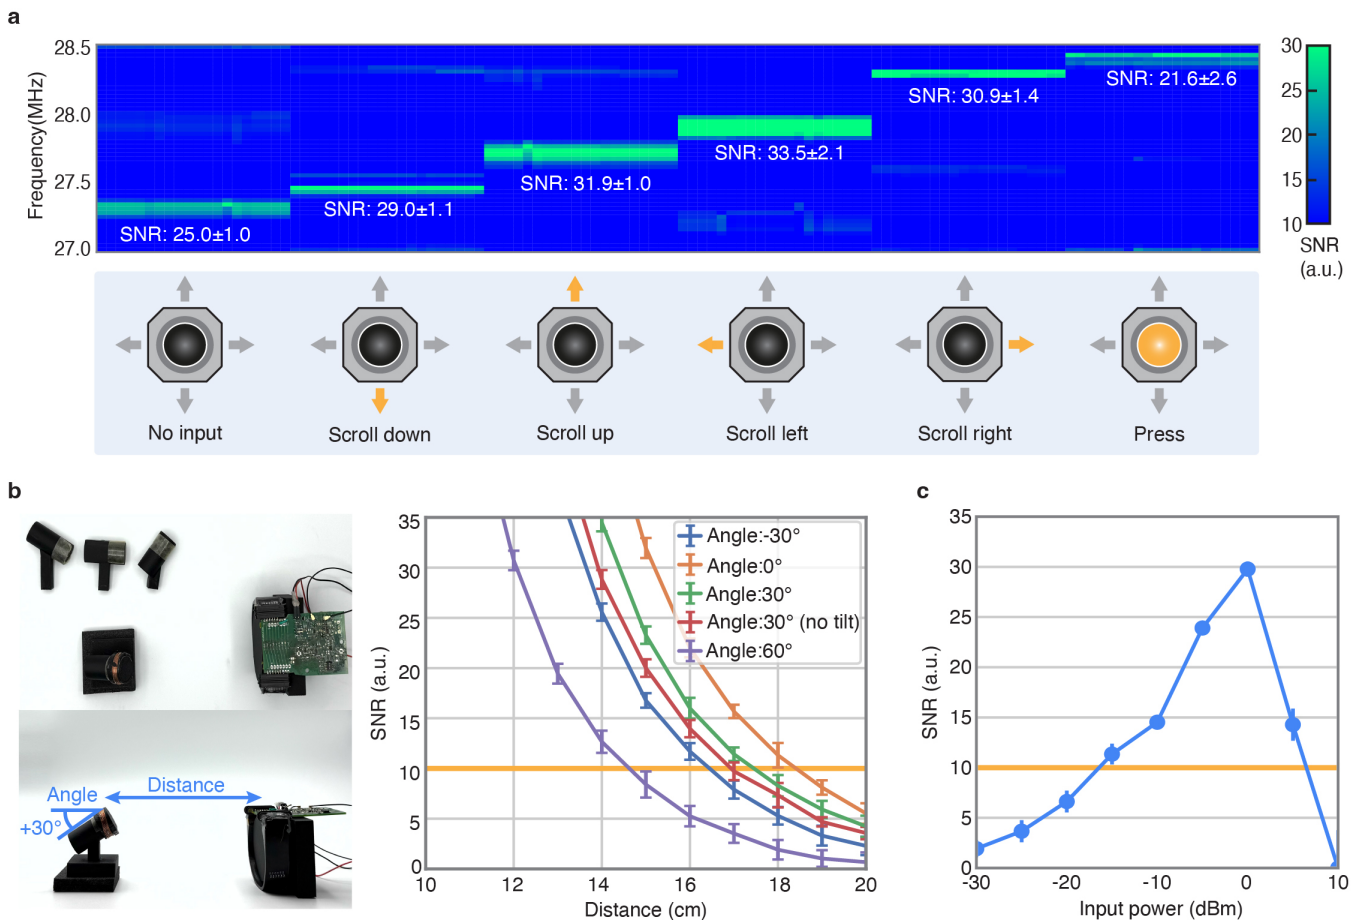 a
Frequency(MHz)
28.5
28.0
27.5
27.0
SNR: 25.0±1.0
SNR: 29.0±1.1
SNR: 31.9±1.0
SNR: 33.5±2.1
SNR: 30.9±1.4
SNR: 21.6±2.6
30
25
20
15
10
SNR
(a.u.)
No input
Scroll down
Scroll up
Scroll left
Scroll right
Press
b
Angle
Distance
+30°
SNR (a.u.)
35
30
25
20
15
10
5
0
10
12
14
16
18
20
Distance (cm)
Angle:-30°
Angle:0°
Angle:30°
Angle:30° (no tilt)
Angle:60°
c
SNR (a.u.)
35
30
25
20
15
10
5
0
-30
-20
-10
0
10
Input power (dBm)